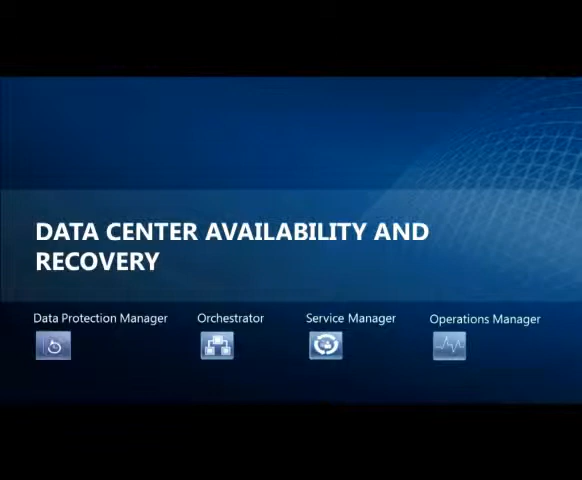 DATA CENTER AVAILABILITY AND
RECOVERY
Data Protection Manager
Orchestrator
Service Manager
Operations Manager